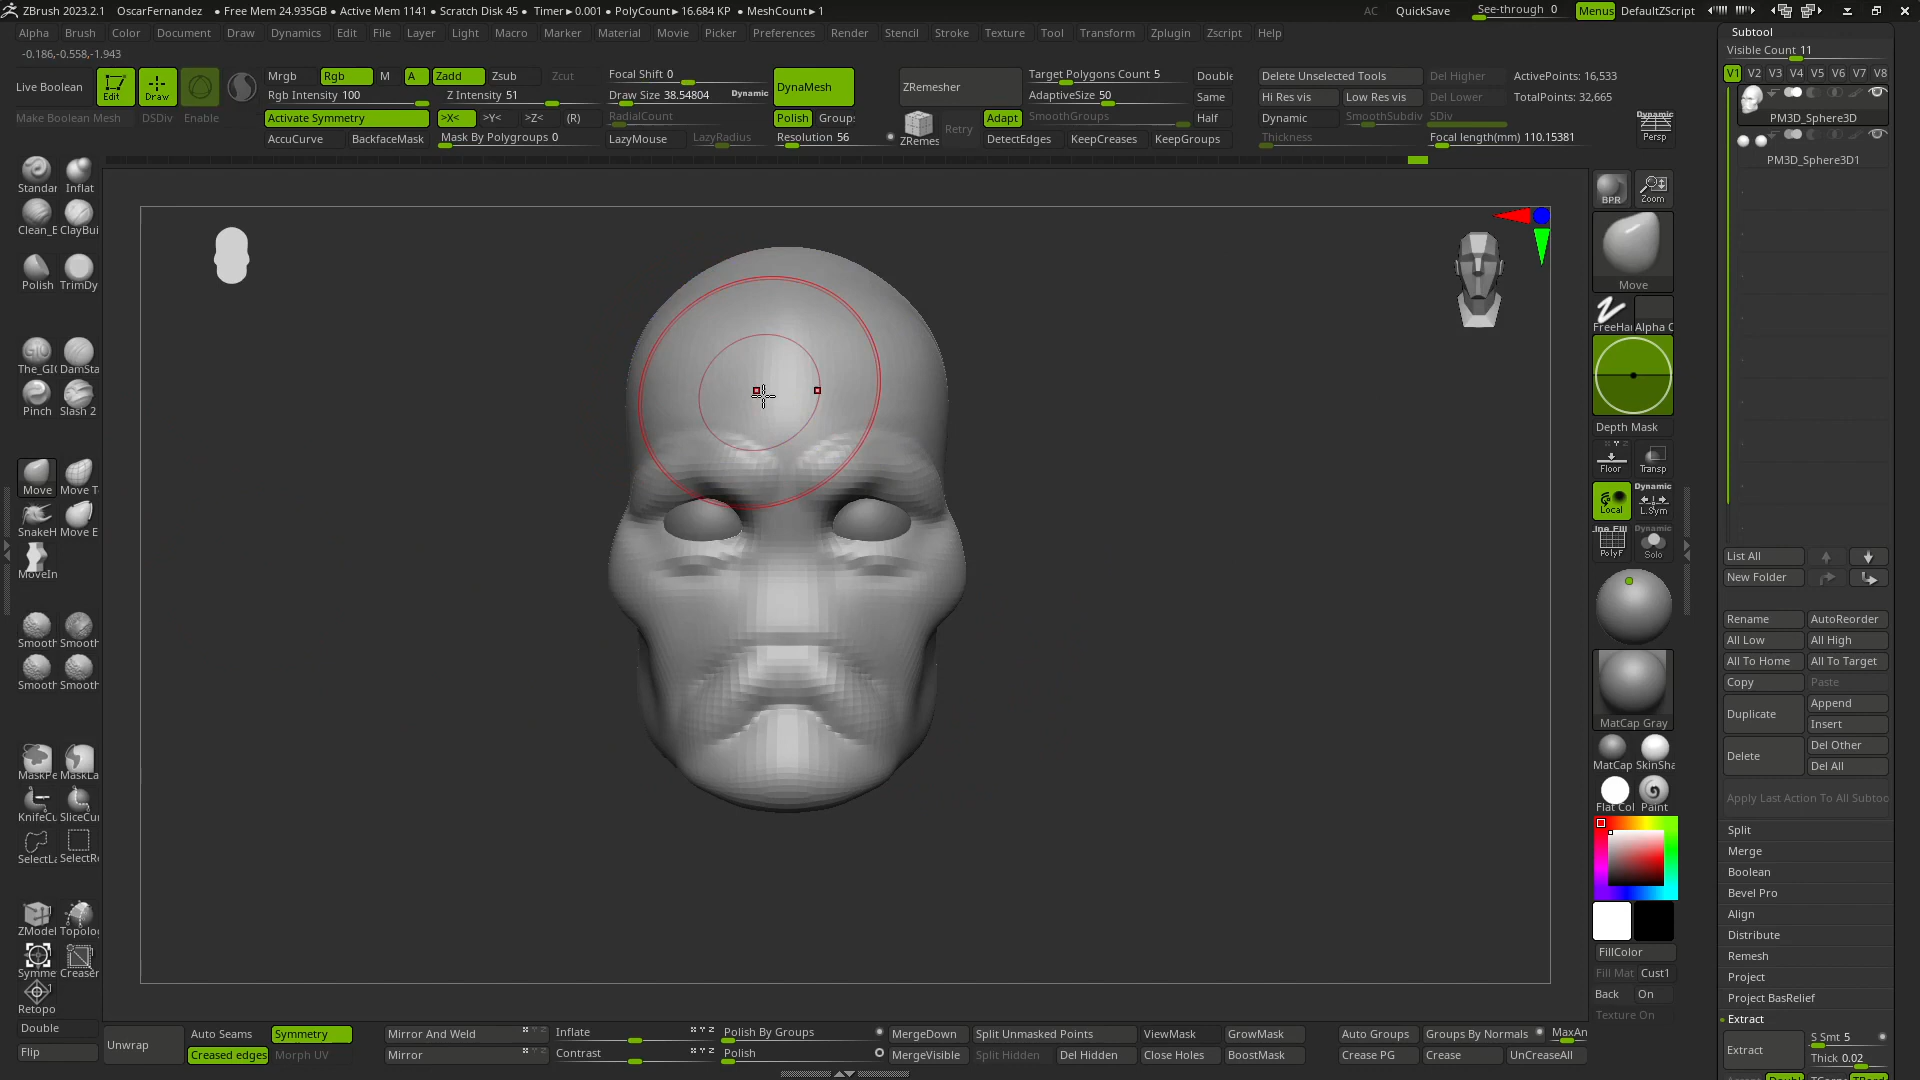 ZBrush 2023.2.1 OscarFernandez • Free Mem 24.935GB • Active Mem 1141 • Scratch Disk 45 • Timer▸0.001 • PolyCount▸16.684 KP • MeshCount▸1 AC QuickSave See-through 0 Menus DefaultZScript
Alpha Brush Color Document Draw Dynamics Edit File Layer Light Macro Marker Material Movie Picker Preferences Render Stencil Stroke Texture Tool Transform Zplugin Zscript Help
-0.186,-0.558,-1.943
Live Boolean
Make Boolean Mesh
Edit
Draw
DSDiv
Enable
Mrgb Rgb M A Zadd Zsub Zcut
Rgb Intensity 100 Z Intensity 51
Activate Symmetry >X< >Y< >Z< (R)
AccuCurve BackfaceMask Mask By Polygroups 0
Focal Shift 0
Draw Size 38.54804 Dynamic
RadialCount
LazyMouse LazyRadius
DynaMesh
Polish Group:
Resolution 56
ZRemesher
ZRemes Retry
Target Polygons Count 5 Double
AdaptiveSize 50 Same
Adapt SmoothGroups Half
DetectEdges KeepCreases KeepGroups
Delete Unselected Tools Del Higher ActivePoints: 16,533
Hi Res vis Low Res vis Del Lower TotalPoints: 32,665
Dynamic SmoothSubdiv SDiv
Thickness Focal length(mm) 110.15381
Dynamic
Persp
Standar Inflat
Clean_E ClayBui
Polish TrimDy
The_GIC DamSta
Pinch Slash 2
Move Move T
SnakeH Move E
MoveIn
Smooth Smooth
Smooth Smooth
MaskPe MaskLa
KnifeCu SliceCur
SelectLa SelectRe
ZModel Topolo
Symme Creaser
1
Retopo
Double
Flip
BPR Zoom
Move
FreeHar Alpha O
Depth Mask
Floor Transp
Local Dynamic L.Sym
Line Fill PolyF Dynamic Solo
MatCap Gray
MatCap SkinSha
Flat Col Paint
FillColor
Fill Mat Cust1
Back On
Texture On
Subtool
Visible Count 11
V1 V2 V3 V4 V5 V6 V7 V8
PM3D_Sphere3D
PM3D_Sphere3D1
List All
New Folder
Rename AutoReorder
All Low All High
All To Home All To Target
Copy Paste
Duplicate Append
Insert
Delete Del Other
Del All
Apply Last Action To All Subtoo
Split
Merge
Boolean
Bevel Pro
Align
Distribute
Remesh
Project
Project BasRelief
Extract
Extract S Smt 5
Thick 0.02
Unwrap Auto Seams Symmetry
Creased edges Morph UV
Mirror And Weld Inflate Polish By Groups MergeDown Split Unmasked Points ViewMask GrowMask Auto Groups Groups By Normals MaxAn
Mirror Contrast Polish MergeVisible Split Hidden Del Hidden Close Holes BoostMask Crease PG Crease UnCreaseAll